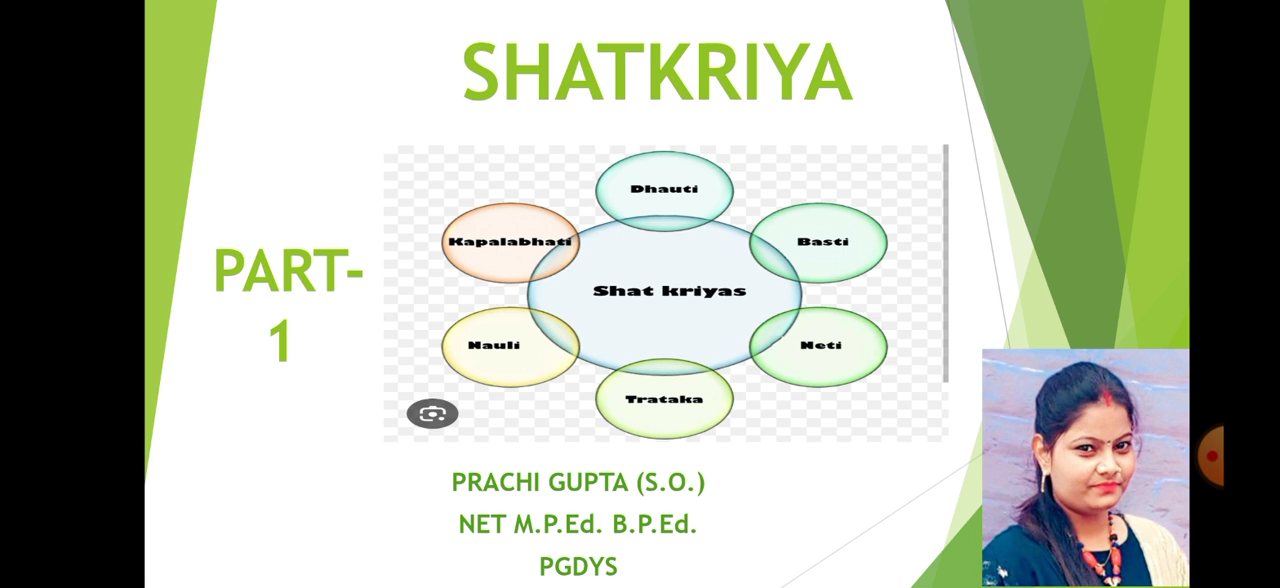 SHATKRIYA
PART-
1
Dhauti
Kapalabhati
Basti
Shat kriyas
Nauli
Neti
Trataka
PRACHI GUPTA (S.O.)
NET M.P.Ed. B.P.Ed.
PGDYS